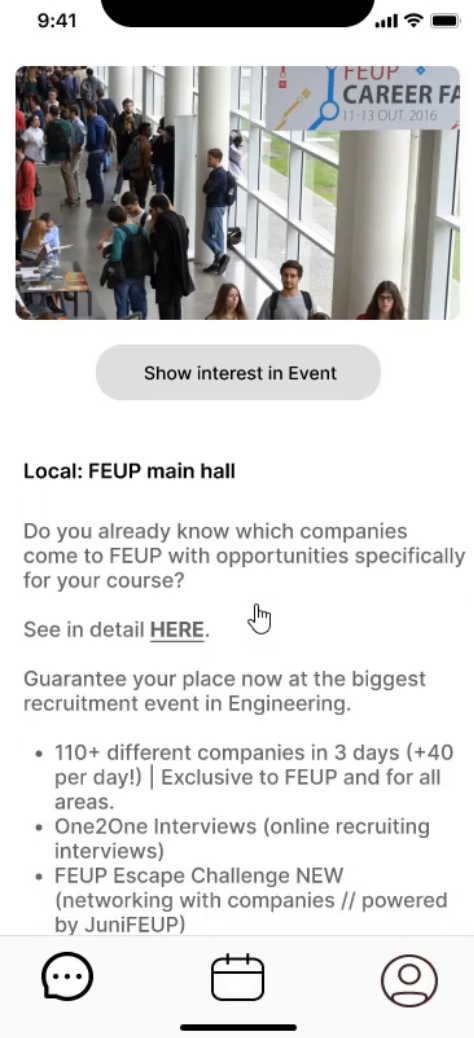 9:41
FEUP
CAREER FA
11-13 OUT. 2016
Show interest in Event
Local: FEUP main hall
Do you already know which companies
come to FEUP with opportunities specifically
for your course?
See in detail HERE.
Guarantee your place now at the biggest
recruitment event in Engineering.
• 110+ different companies in 3 days (+40
per day!) | Exclusive to FEUP and for all
areas.
• One2One Interviews (online recruiting
interviews)
• FEUP Escape Challenge NEW
(networking with companies // powered
by JuniFEUP)